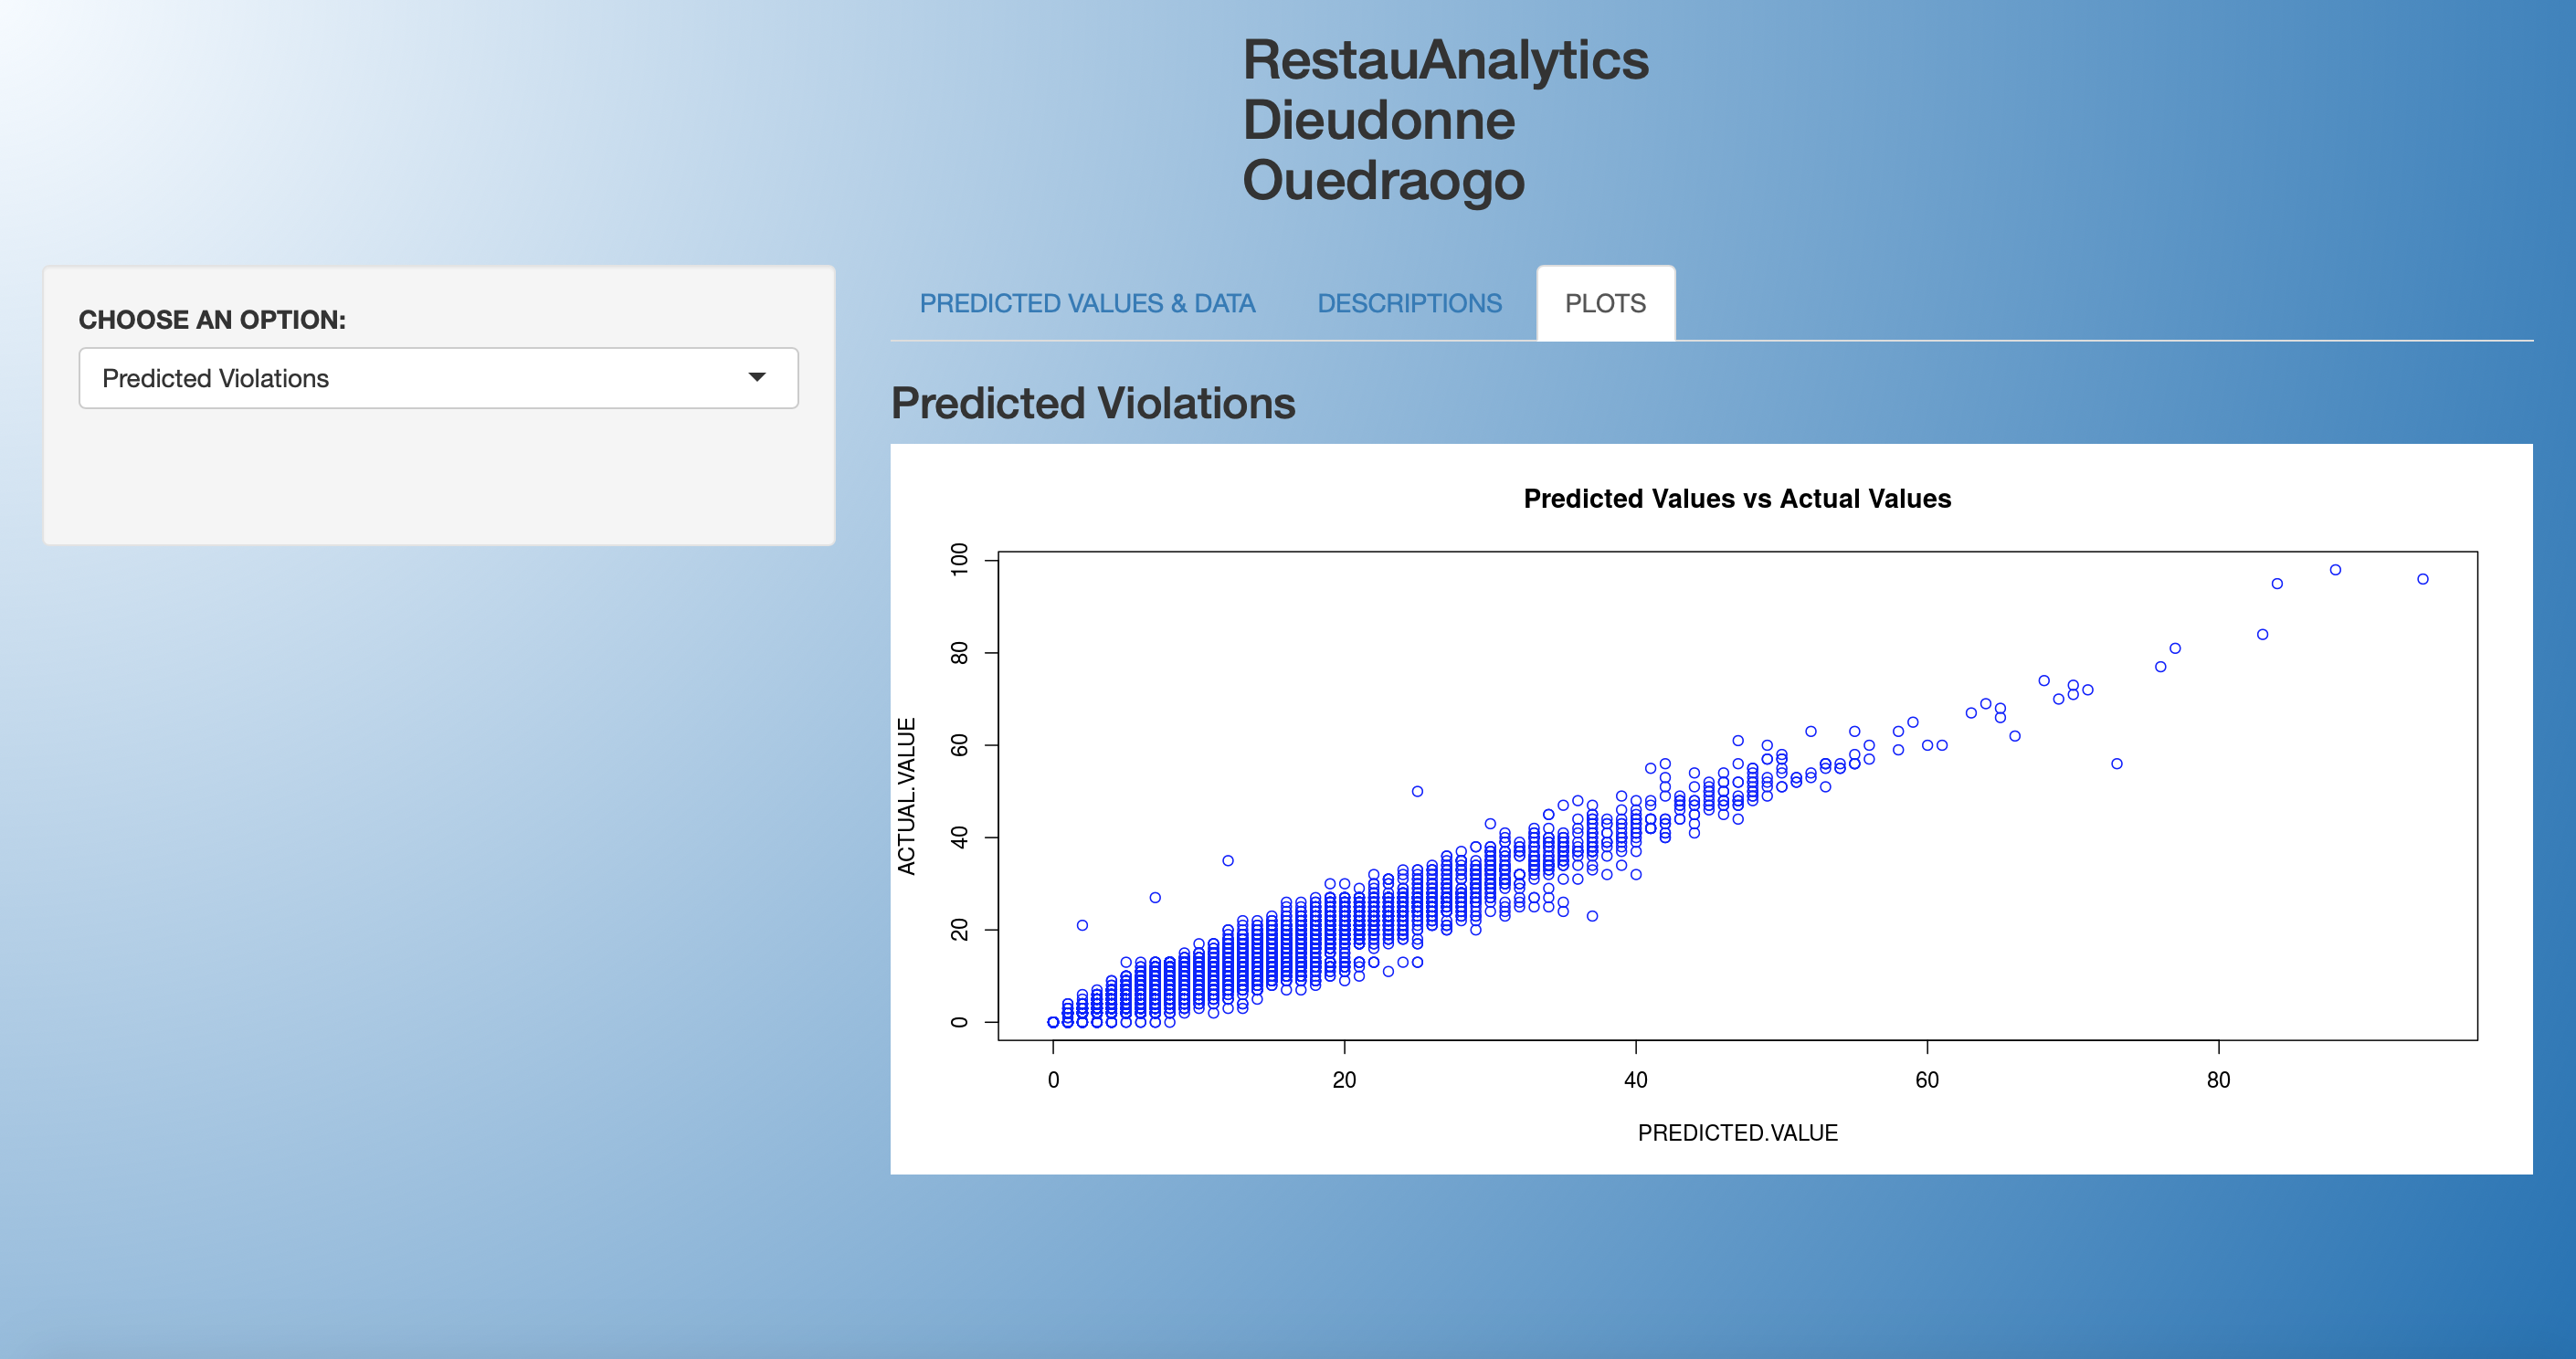 RestauAnalytics
Dieudonne
Ouedraogo
CHOOSE AN OPTION:
Predicted Violations
PREDICTED VALUES & DATA DESCRIPTIONS PLOTS
Predicted Violations
Predicted Values vs Actual Values
100
80
60
40
20
0
ACTUAL.VALUE
0 20 40 60 80
PREDICTED.VALUE